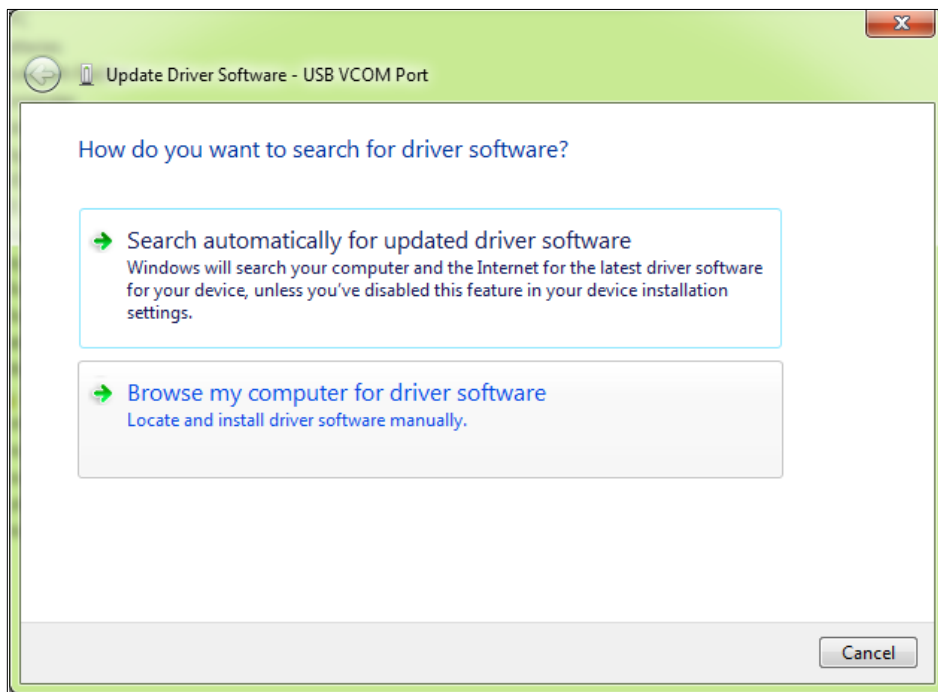 Update Driver Software - USB VCOM Port
How do you want to search for driver software?
Search automatically for updated driver software
Windows will search your computer and the Internet for the latest driver software
for your device, unless you've disabled this feature in your device installation
settings.
Browse my computer for driver software
Locate and install driver software manually.
Cancel